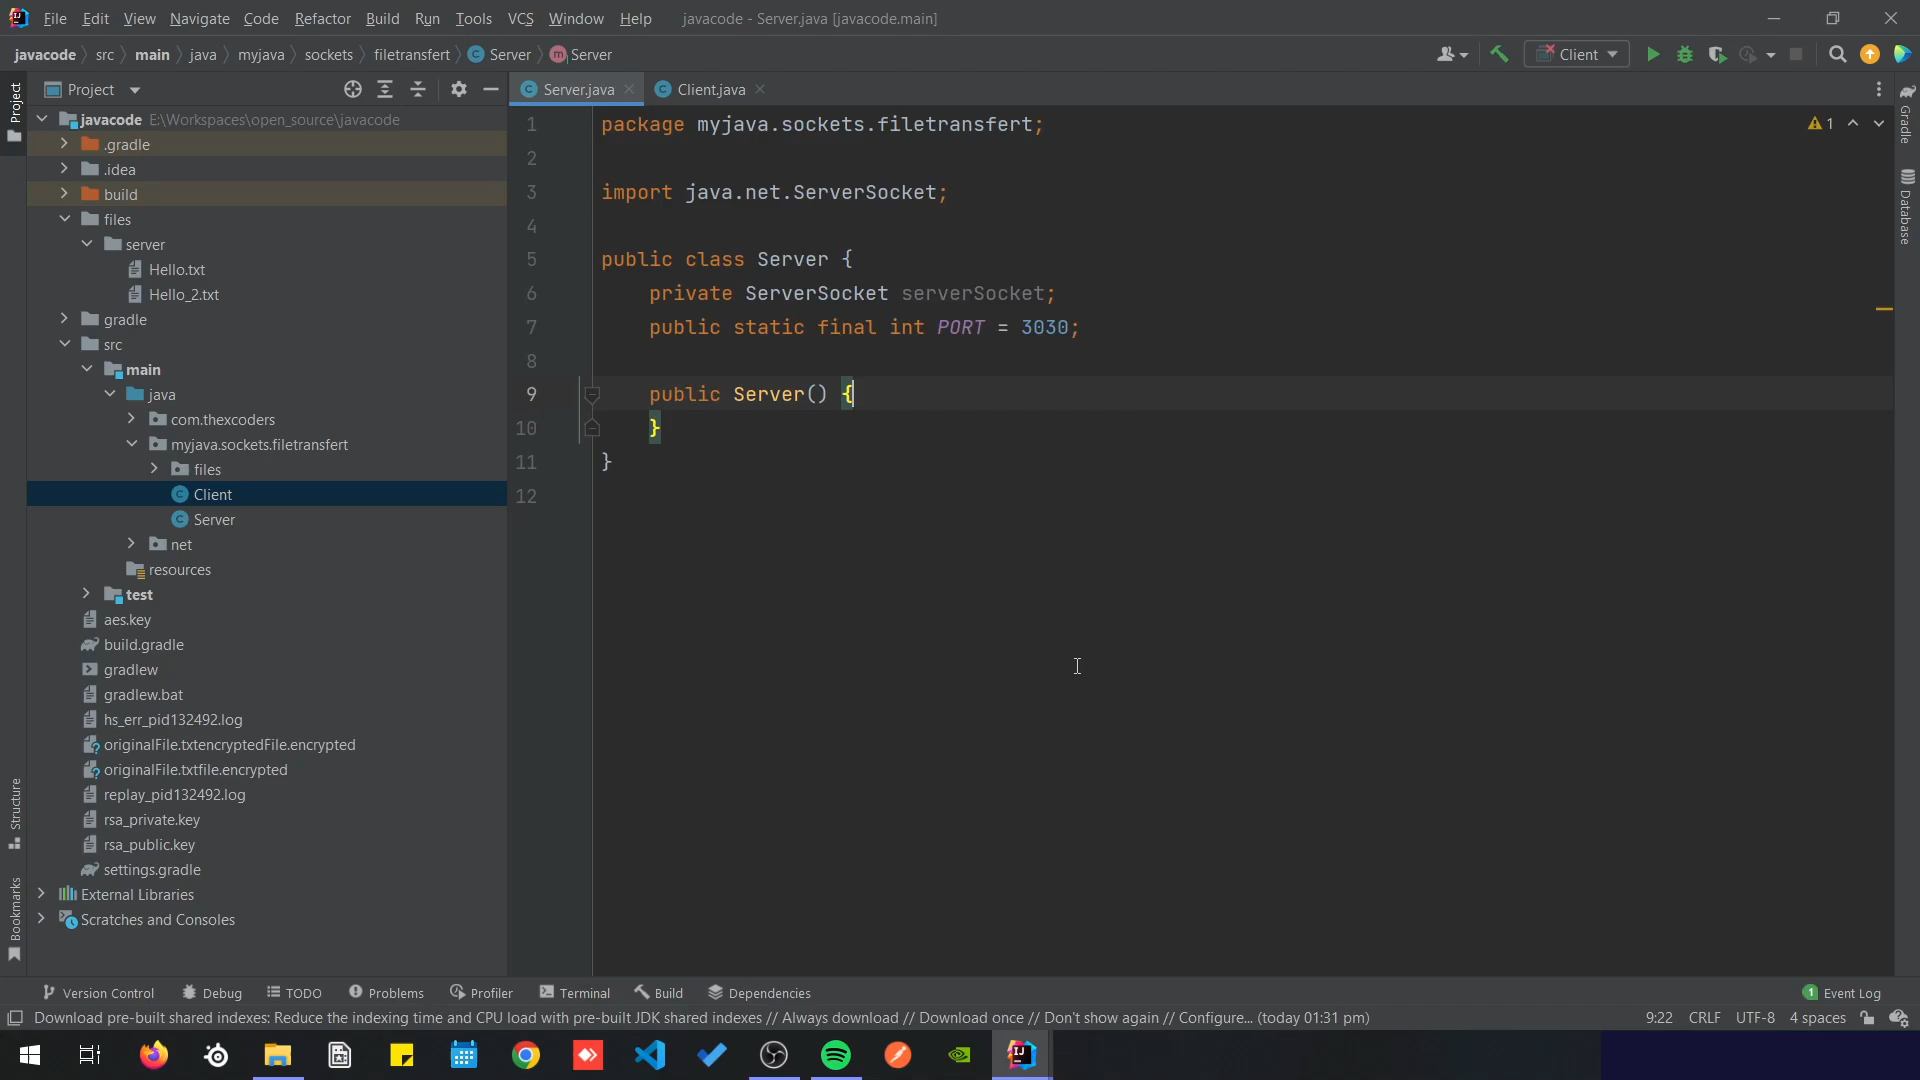 File Edit View Navigate Code Refactor Build Run Tools VCS Window Help javacode - Server.java [javacode.main]
javacode src main java myjava sockets filetransfert Server Server
Client
Project
Server.java Client.java
javacode E:\Workspaces\open_source\javacode
.gradle
.idea
build
files
server
Hello.txt
Hello_2.txt
gradle
src
main
java
com.thexcoders
myjava.sockets.filetransfert
files
Client
Server
net
resources
test
aes.key
build.gradle
gradlew
gradlew.bat
hs_err_pid132492.log
originalFile.txtencryptedFile.encrypted
originalFile.txtfile.encrypted
replay_pid132492.log
rsa_private.key
rsa_public.key
settings.gradle
External Libraries
Scratches and Consoles
1 package myjava.sockets.filetransfert;
2
3 import java.net.ServerSocket;
4
5 public class Server {
6 private ServerSocket serverSocket;
7 public static final int PORT = 3030;
8
9 public Server() {
10 }
11 }
12
1
Project
Structure
Bookmarks
Gradle
Database
Version Control Debug TODO Problems Profiler Terminal Build Dependencies 1 Event Log
Download pre-built shared indexes: Reduce the indexing time and CPU load with pre-built JDK shared indexes // Always download // Download once // Don't show again // Configure... (today 01:31 pm) 9:22 CRLF UTF-8 4 spaces
IJ